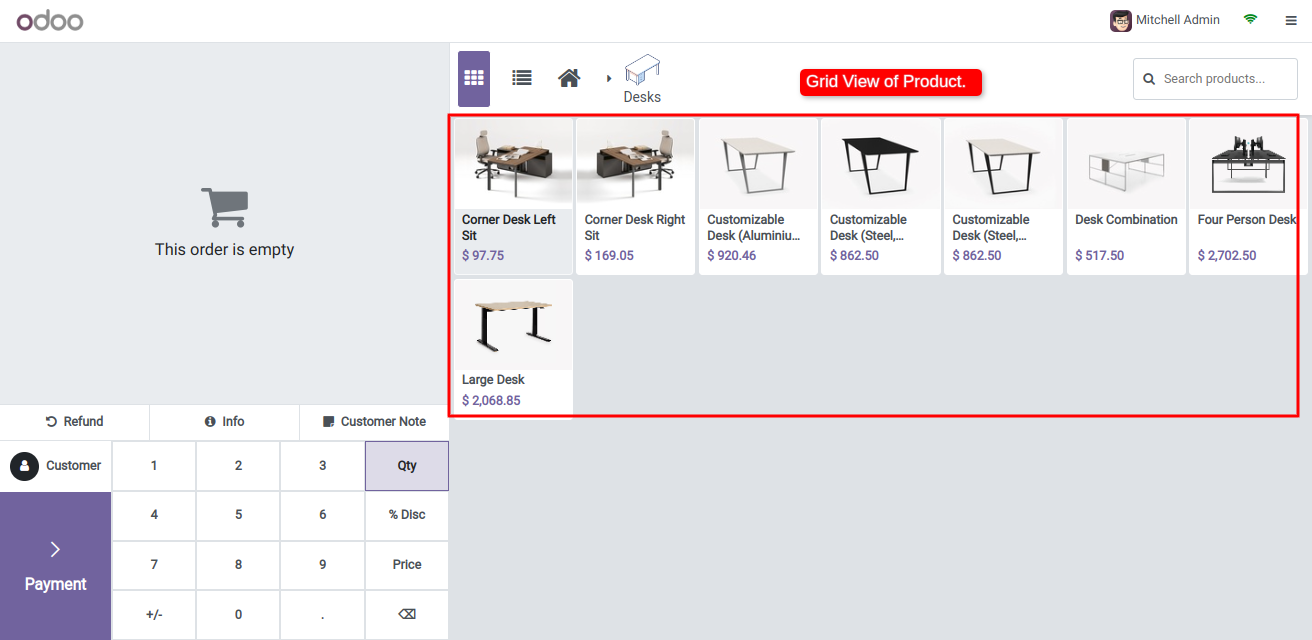 odoo
Mitchell Admin
Desks
Grid View of Product.
Search products...
Corner Desk Left
Sit
$ 97.75
Corner Desk Right
Sit
$ 169.05
Customizable
Desk (Aluminiu...
$ 920.46
Customizable
Desk (Steel,...
$ 862.50
Customizable
Desk (Steel,...
$ 862.50
Desk Combination
$ 517.50
Four Person Desk
$ 2,702.50
Large Desk
$ 2,068.85
This order is empty
Refund
Info
Customer Note
Customer
1
2
3
Qty
4
5
6
% Disc
Payment
7
8
9
Price
+/-
0
.
⌫